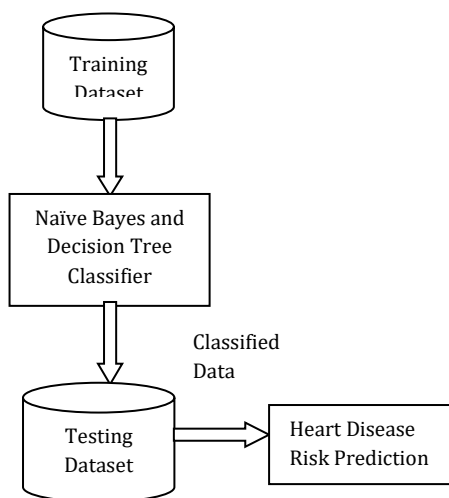 Training
Dataset
Naïve Bayes and
Decision Tree
Classifier
Classified
Data
Testing
Dataset
Heart Disease
Risk Prediction